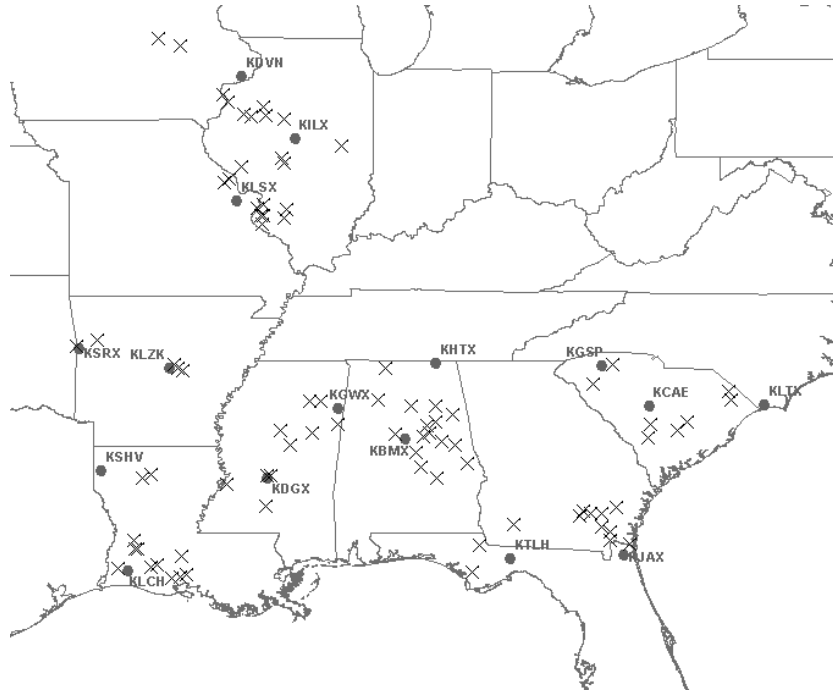 KDVN
KILX
KLSX
KSRX
KLZK
KHTX
KGSP
KGWX
KCAE
KLTX
KBMX
KSHV
KDGX
KTLH
KJAX
KLCH